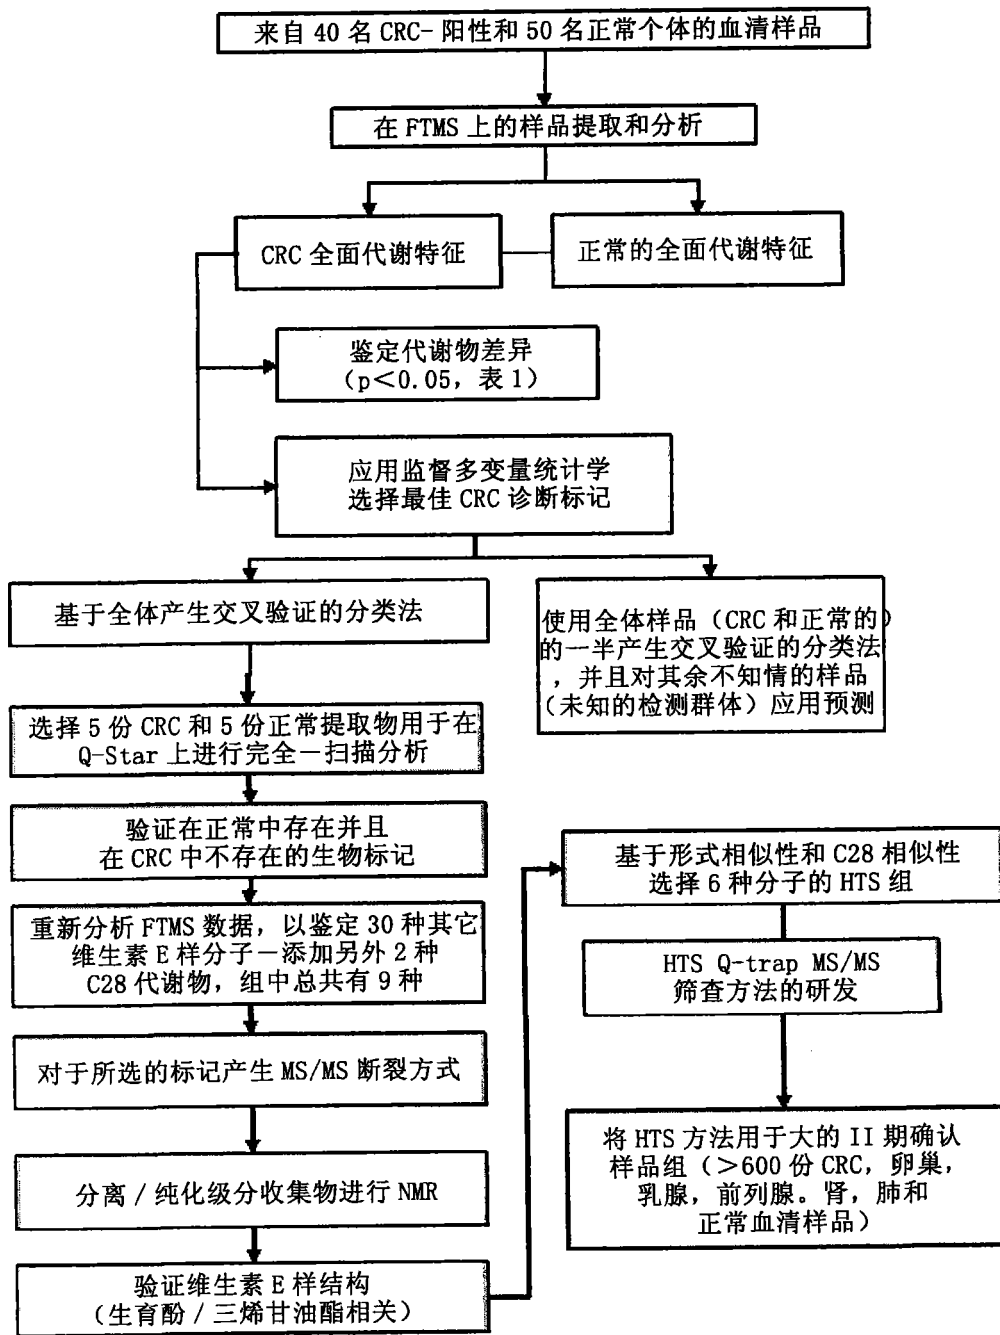 来自 40 名 CRC- 阳性和 50 名正常个体的血清样品
在 FTMS 上的样品提取和分析
CRC 全面代谢特征
正常的全面代谢特征
鉴定代谢物差异
(p＜0.05，表 1)
应用监督多变量统计学
选择最佳 CRC 诊断标记
基于全体产生交叉验证的分类法
使用全体样品（CRC 和正常的）
的一半产生交叉验证的分类法
，并且对其余不知情的样品
（未知的检测群体）应用预测
选择 5 份 CRC 和 5 份正常提取物用于在
Q-Star 上进行完全－扫描分析
验证在正常中存在并且
在 CRC 中不存在的生物标记
重新分析 FTMS 数据，以鉴定 30 种其它
维生素 E 样分子－添加另外 2 种
C28 代谢物，组中总共有 9 种
对于所选的标记产生 MS/MS 断裂方式
分离 / 纯化级分收集物进行 NMR
验证维生素 E 样结构
（生育酚 / 三烯甘油酯相关）
基于形式相似性和 C28 相似性
选择 6 种分子的 HTS 组
HTS Q-trap MS/MS
筛查方法的研发
将 HTS 方法用于大的 II 期确认
样品组（＞600 份 CRC，卵巢，
乳腺，前列腺。肾，肺和
正常血清样品）